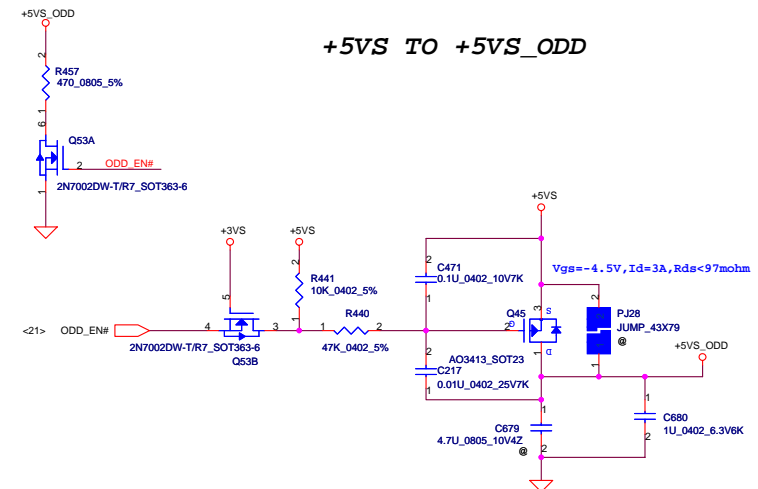 +5VS_ODD
+5VS TO +5VS_ODD
2
R457
470_0805_5%
1
6
Q53A
2
ODD_EN#
2N7002DW-T/R7_SOT363-6
1
+5VS
+3VS
+5VS
2
C471
0.1U_0402_10V7K
1
Vgs=-4.5V,Id=3A,Rds<97mohm
2
R441
10K_0402_5%
1
5
<21>
ODD_EN#
4
3
2N7002DW-T/R7_SOT363-6
Q53B
R440
1
2
47K_0402_5%
Q45
3
S
2
G
D
1
AO3413_SOT23
2
PJ28
JUMP_43X79
@
1
+5VS_ODD
2
C217
0.01U_0402_25V7K
1
1
C679
4.7U_0805_10V4Z
@
2
1
C680
1U_0402_6.3V6K
2